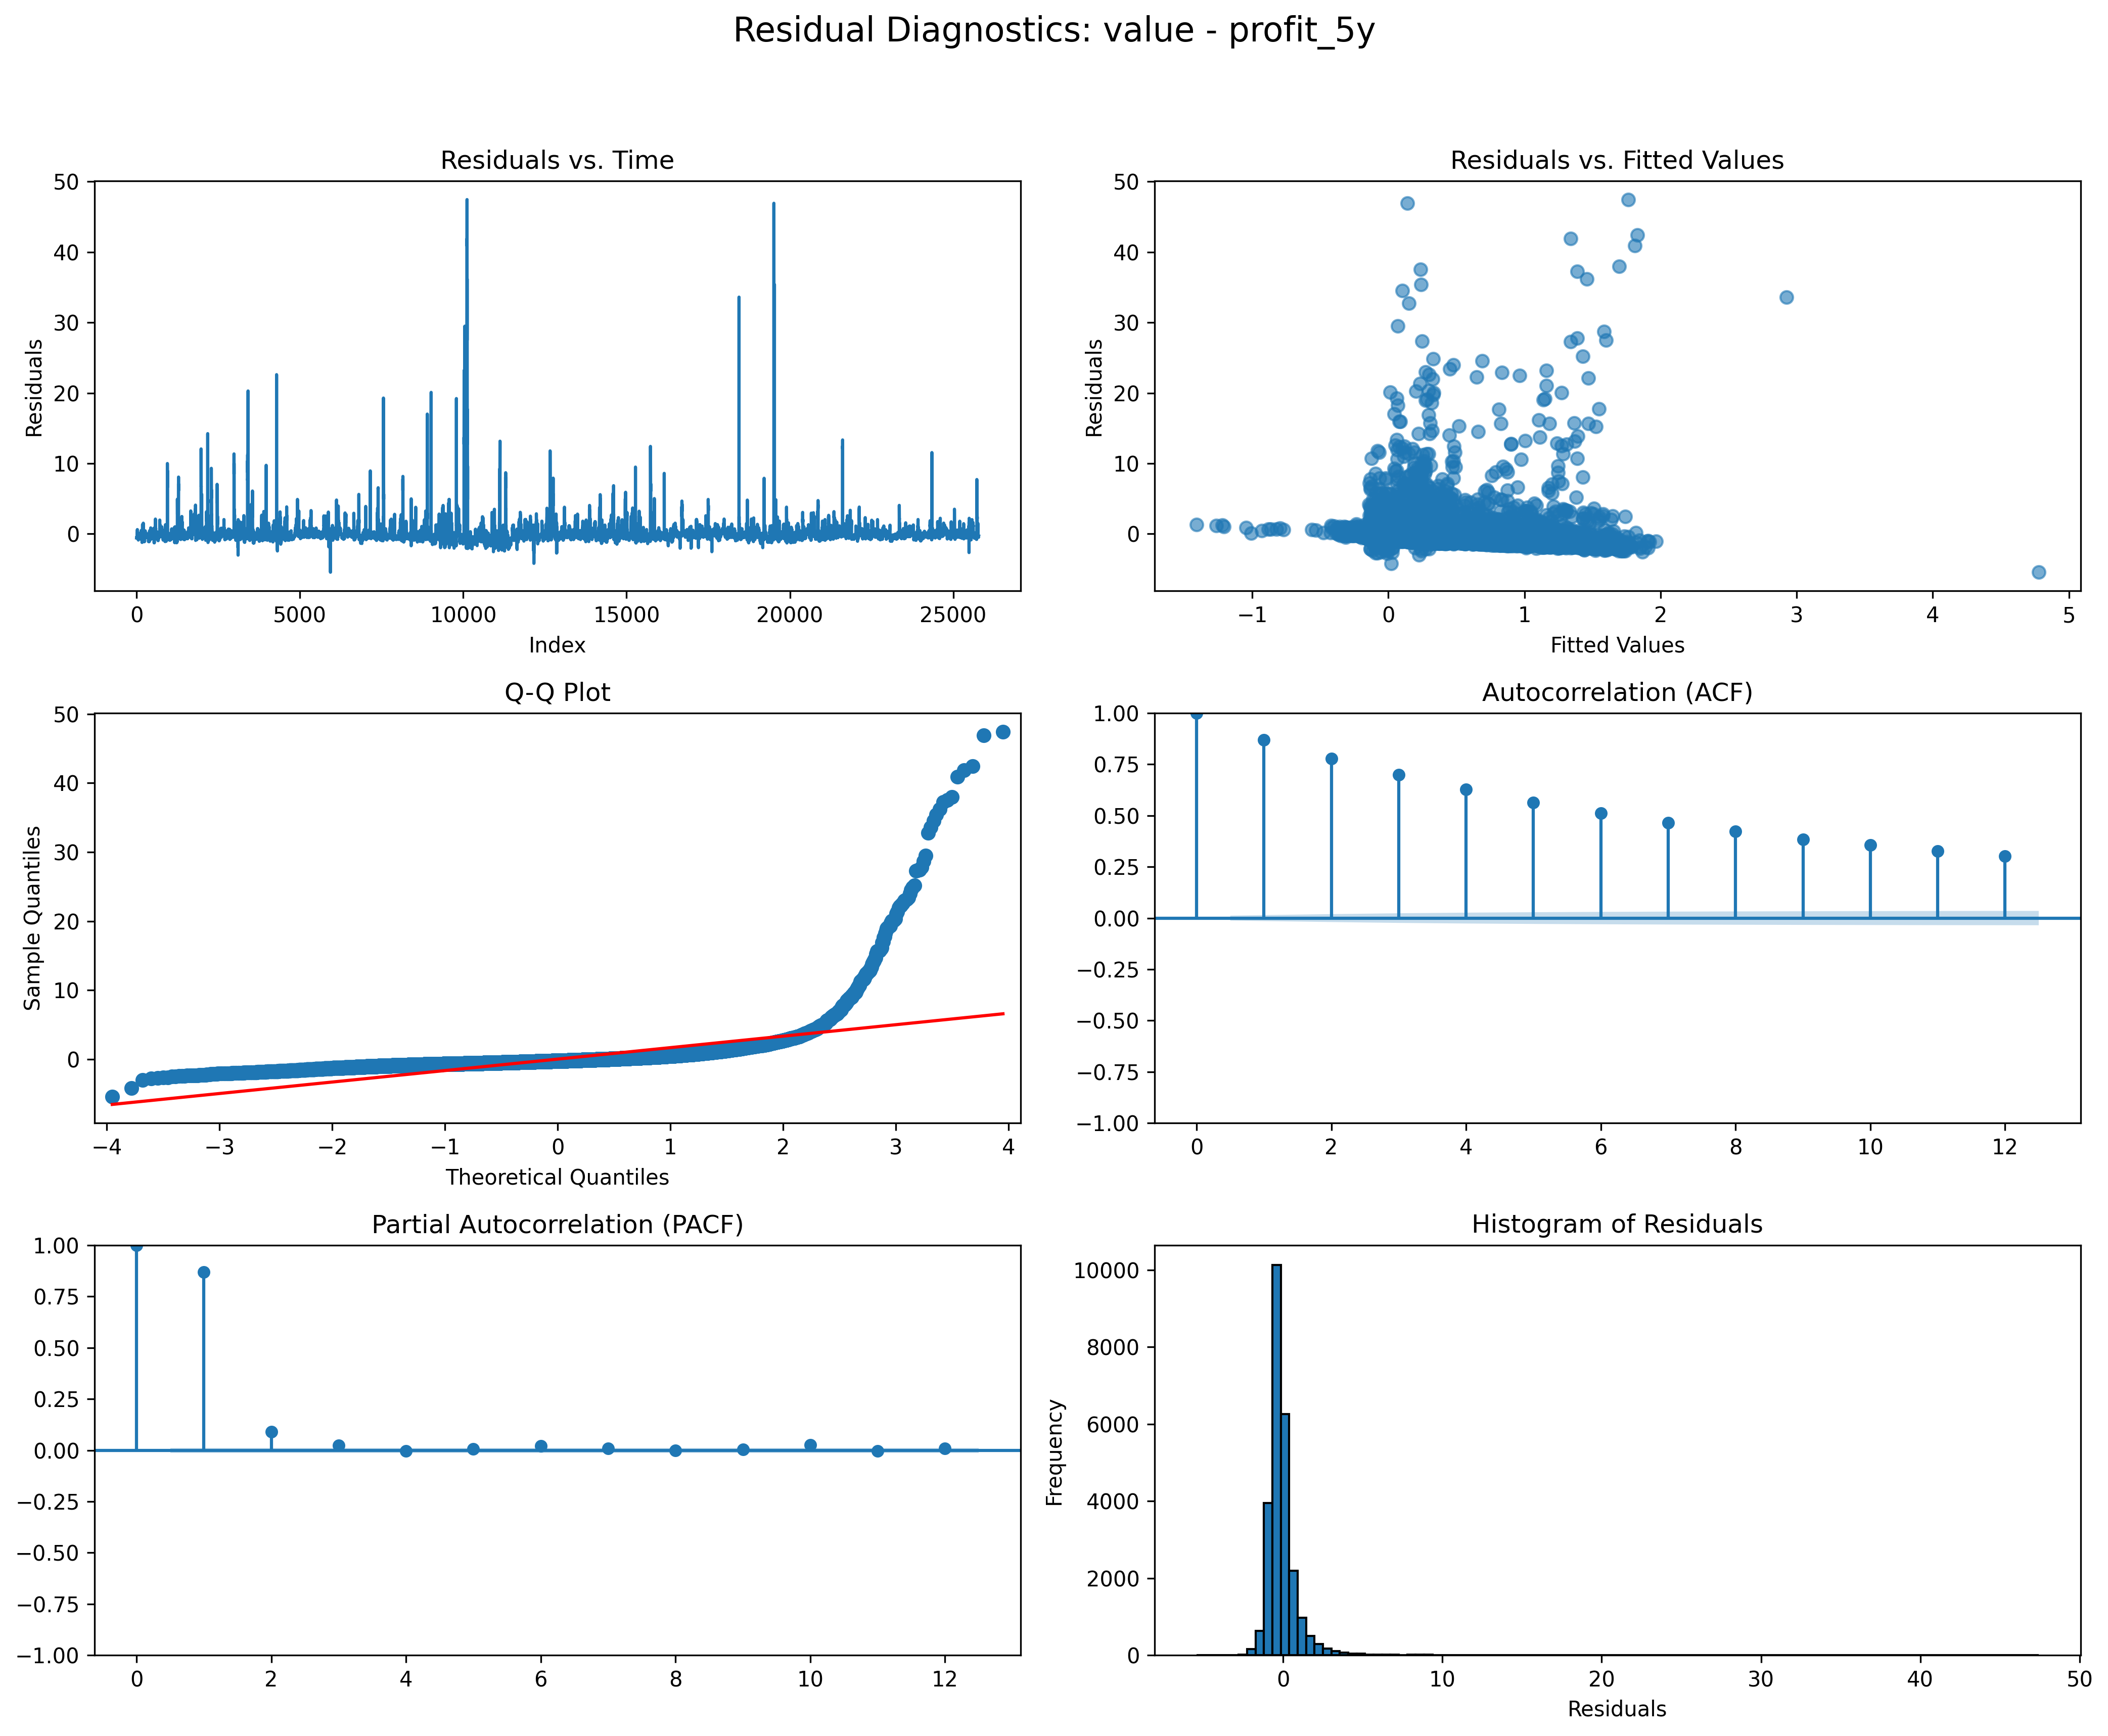 Residual Diagnostics: value - profit_5y
Residuals vs. Time
Residuals
50
40
30
20
10
0
0 5000 10000 15000 20000 25000
Index
Residuals vs. Fitted Values
Residuals
50
40
30
20
10
0
−1 0 1 2 3 4 5
Fitted Values
Q-Q Plot
Sample Quantiles
50
40
30
20
10
0
−4 −3 −2 −1 0 1 2 3 4
Theoretical Quantiles
Autocorrelation (ACF)
1.00
0.75
0.50
0.25
0.00
−0.25
−0.50
−0.75
−1.00
0 2 4 6 8 10 12
Partial Autocorrelation (PACF)
1.00
0.75
0.50
0.25
0.00
−0.25
−0.50
−0.75
−1.00
0 2 4 6 8 10 12
Histogram of Residuals
Frequency
10000
8000
6000
4000
2000
0
0 10 20 30 40 50
Residuals